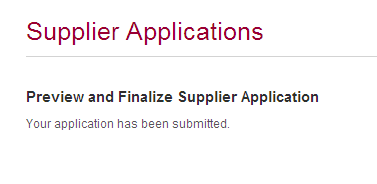 Supplier Applications
Preview and Finalize Supplier Application
Your application has been submitted.